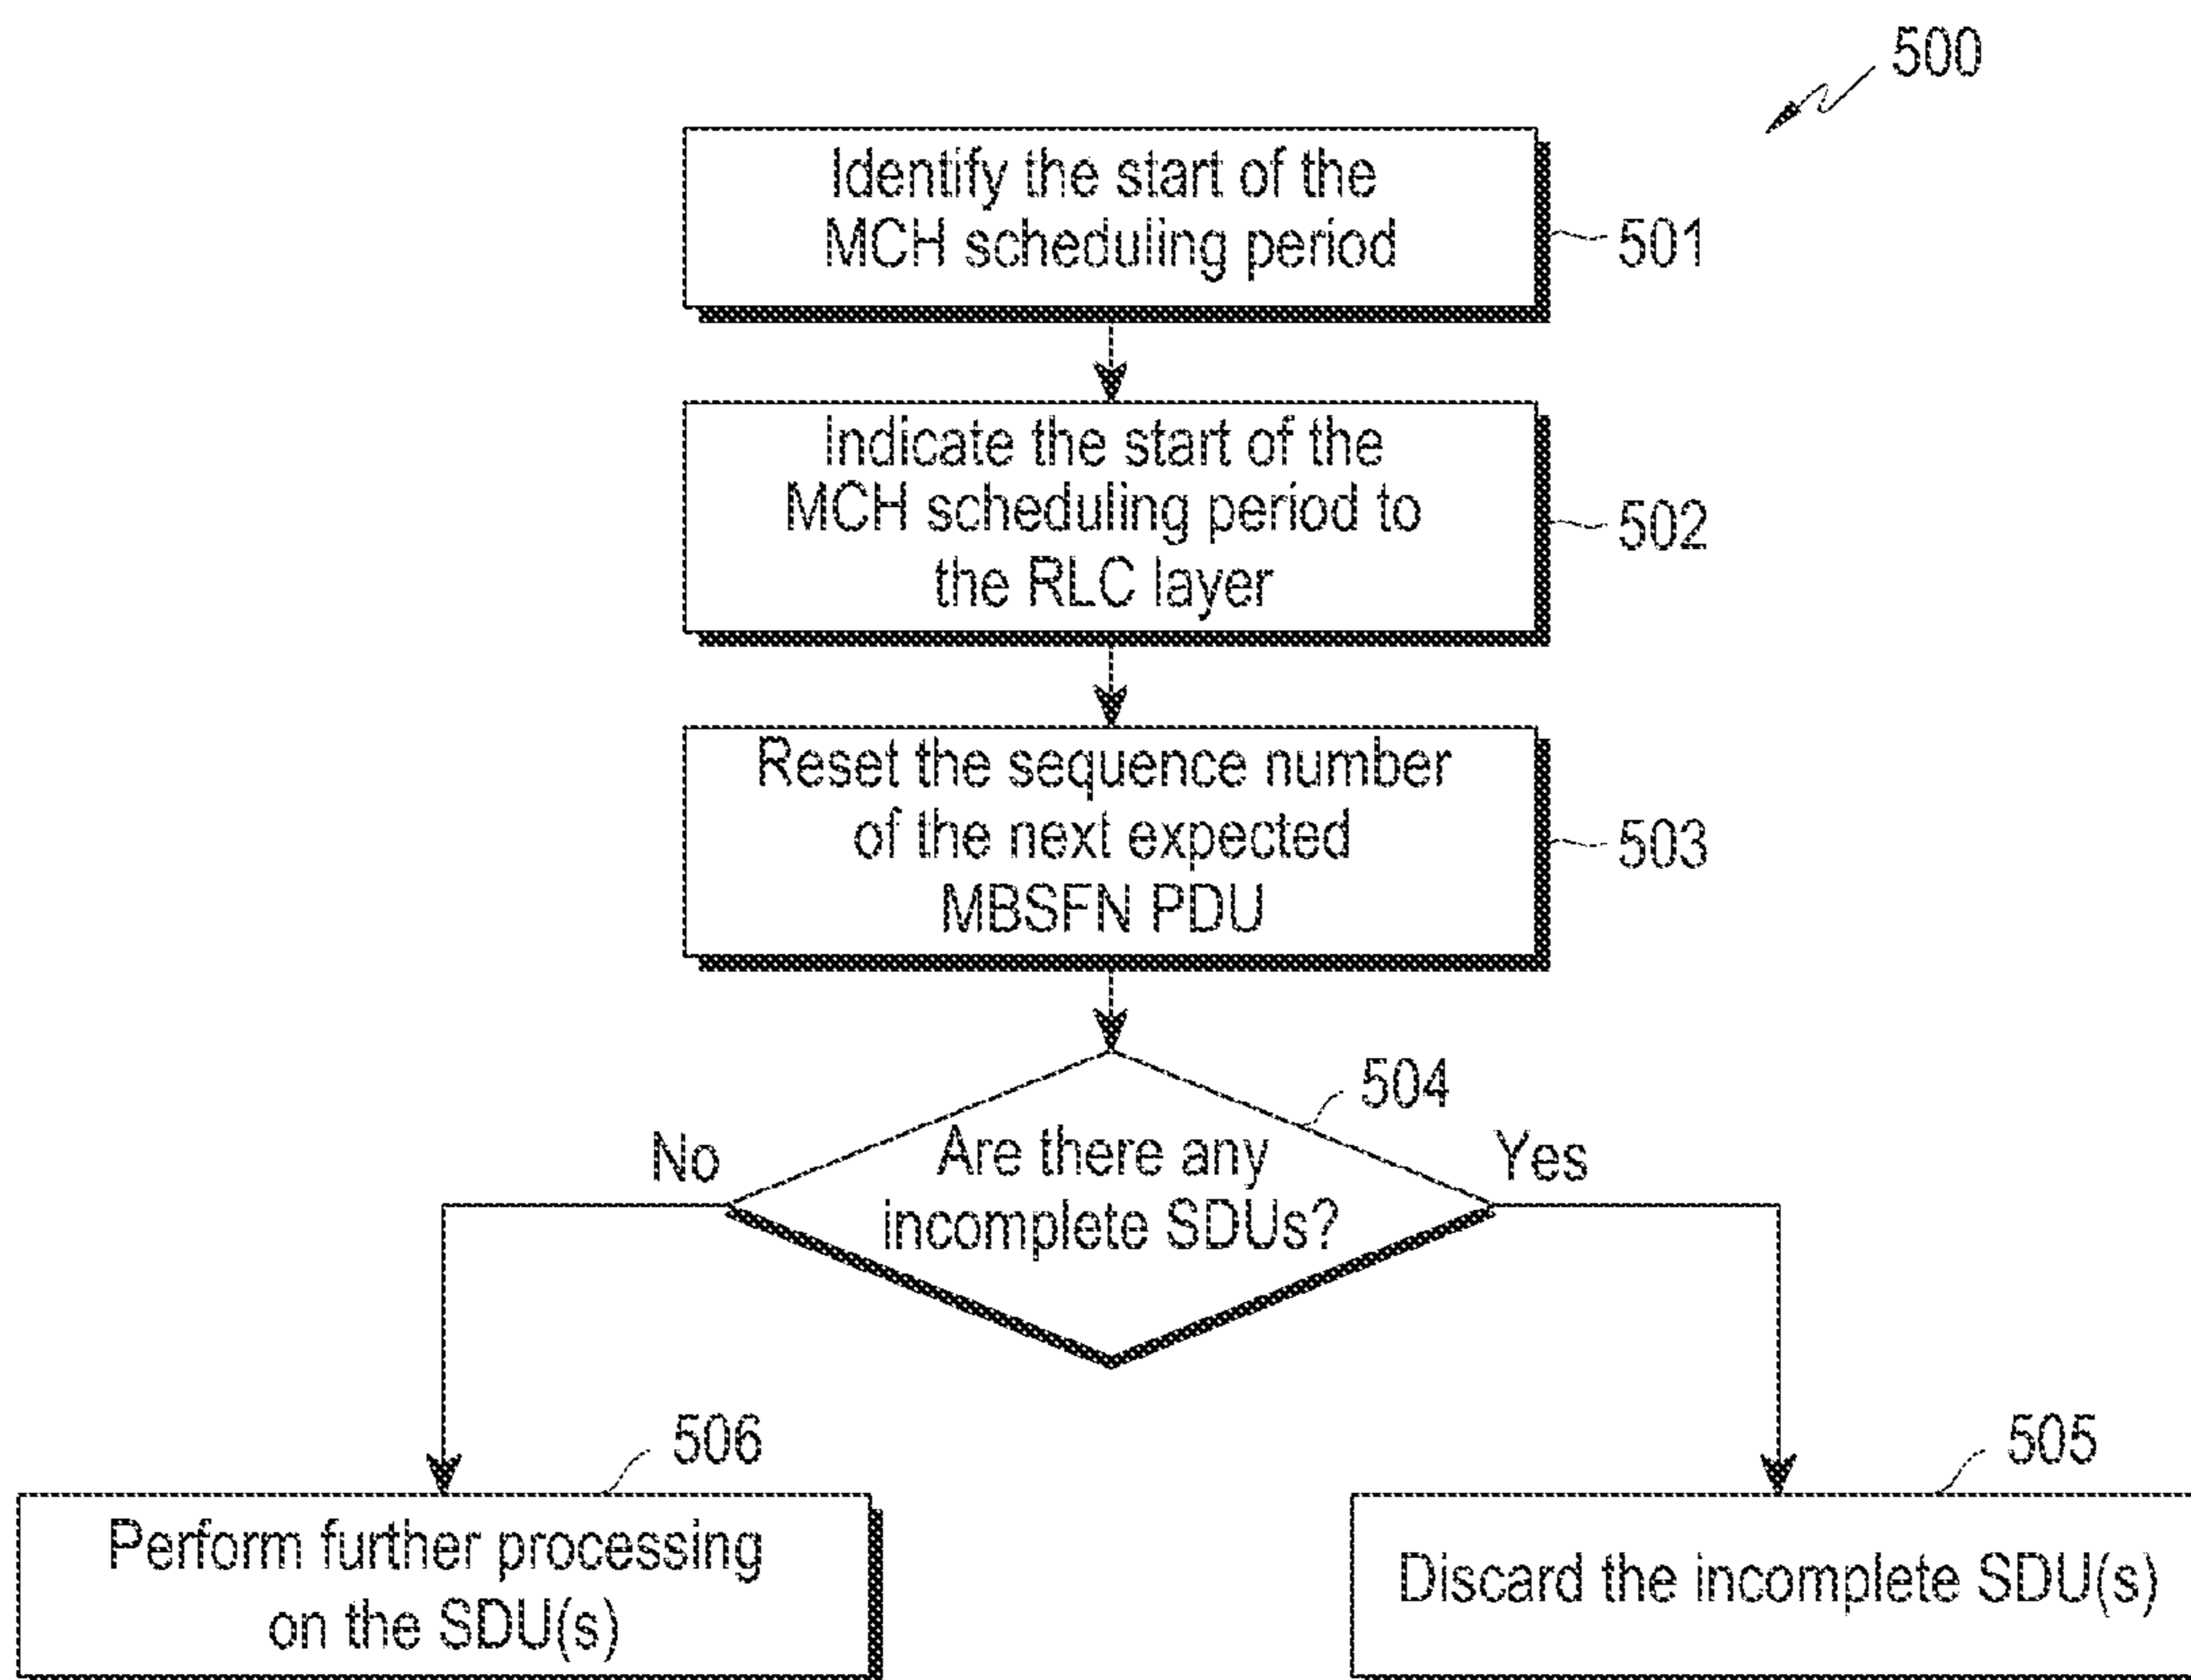 500
Identify the start of the
MCH scheduling period
501
Indicate the start of the
MCH scheduling period to
the RLC layer
502
Reset the sequence number
of the next expected
MBSFN PDU
503
504
Are there any
incomplete SDUs?
No
Yes
506
Perform further processing
on the SDU(s)
505
Discard the incomplete SDU(s)